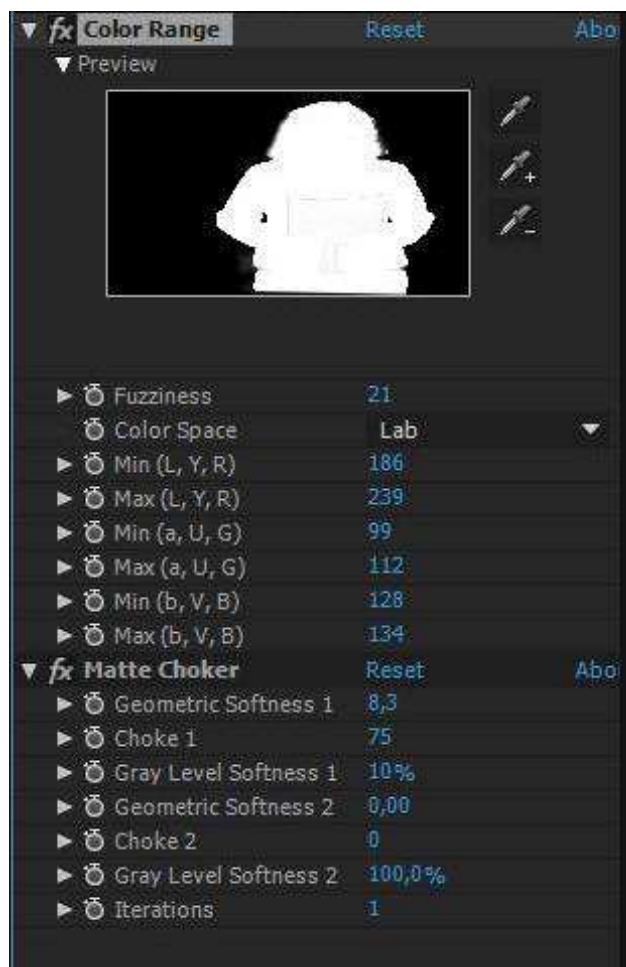 fx Color Range Reset Abo
Preview
Fuzziness 21
Color Space Lab
Min (L, Y, R) 186
Max (L, Y, R) 239
Min (a, U, G) 99
Max (a, U, G) 112
Min (b, V, B) 128
Max (b, V, B) 134
fx Matte Choker Reset Abo
Geometric Softness 1 8,3
Choke 1 75
Gray Level Softness 1 10%
Geometric Softness 2 0,00
Choke 2 0
Gray Level Softness 2 100,0%
Iterations 1